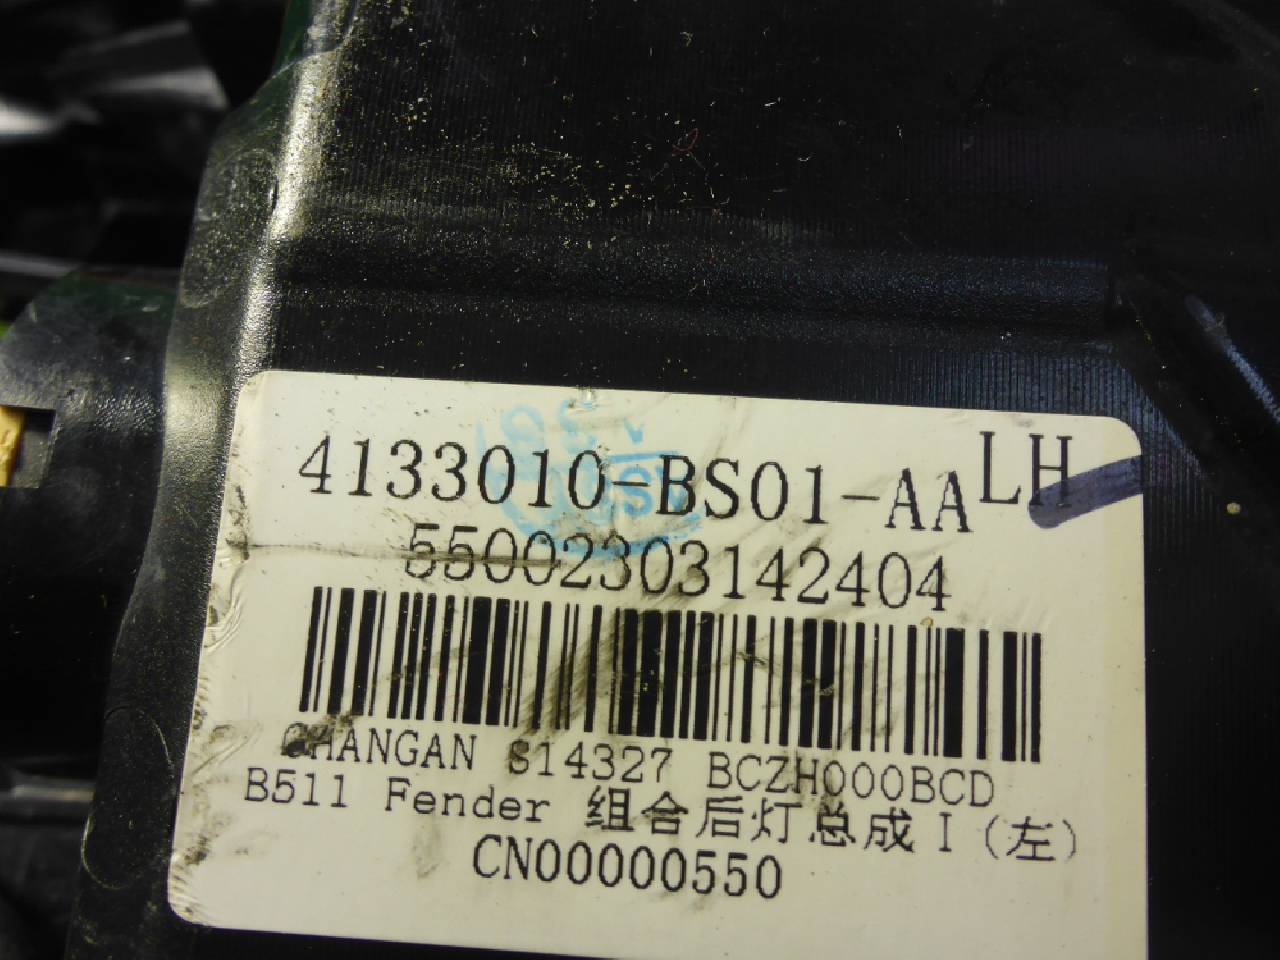 4133010-BS01-AA LH
55002303142404
CHANGAN S14327 BCZH000BCD
B511 Fender 组合后灯总成Ⅰ(左)
CN00000550